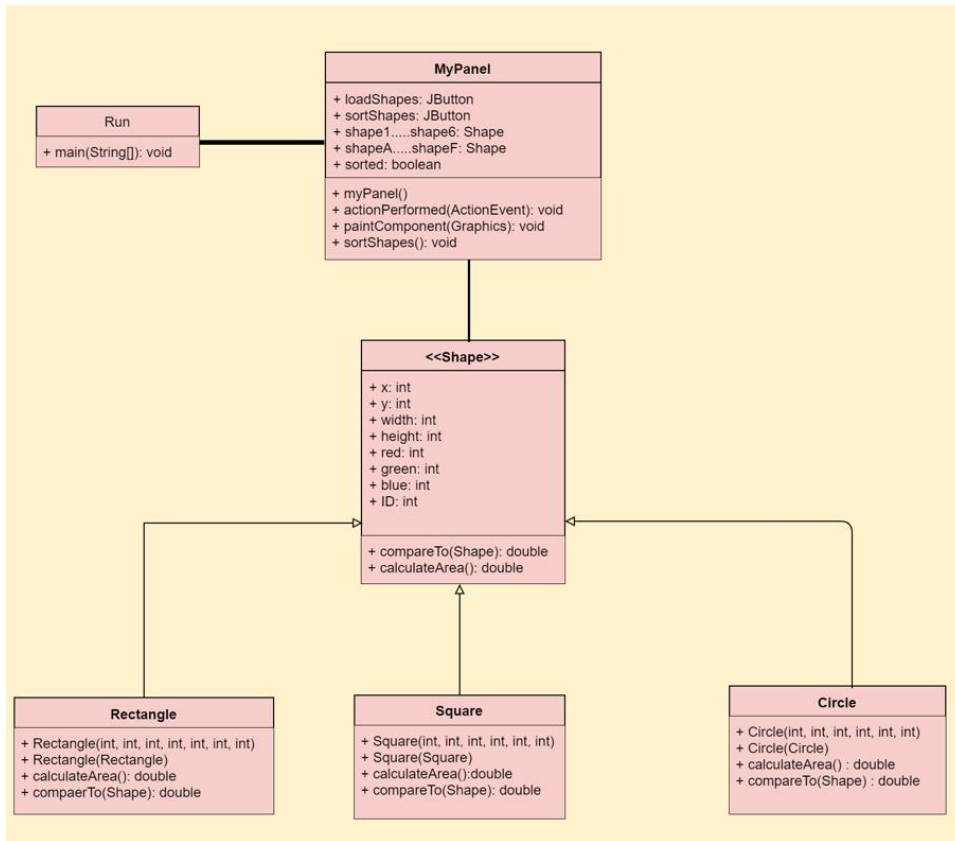 MyPanel
+ loadShapes: JButton
+ sortShapes: JButton
+ shape1.....shape6: Shape
+ shapeA.....shapeF: Shape
+ sorted: boolean
+ myPanel()
+ actionPerformed(ActionEvent): void
+ paintComponent(Graphics): void
+ sortShapes(): void
Run
+ main(String[]): void
<<Shape>>
+ x: int
+ y: int
+ width: int
+ height: int
+ red: int
+ green: int
+ blue: int
+ ID: int
+ compareTo(Shape): double
+ calculateArea(): double
Rectangle
+ Rectangle(int, int, int, int, int, int, int)
+ Rectangle(Rectangle)
+ calculateArea(): double
+ compaerTo(Shape): double
Square
+ Square(int, int, int, int, int, int)
+ Square(Square)
+ calculateArea():double
+ compareTo(Shape): double
Circle
+ Circle(int, int, int, int, int, int)
+ Circle(Circle)
+ calculateArea() : double
+ compareTo(Shape) : double